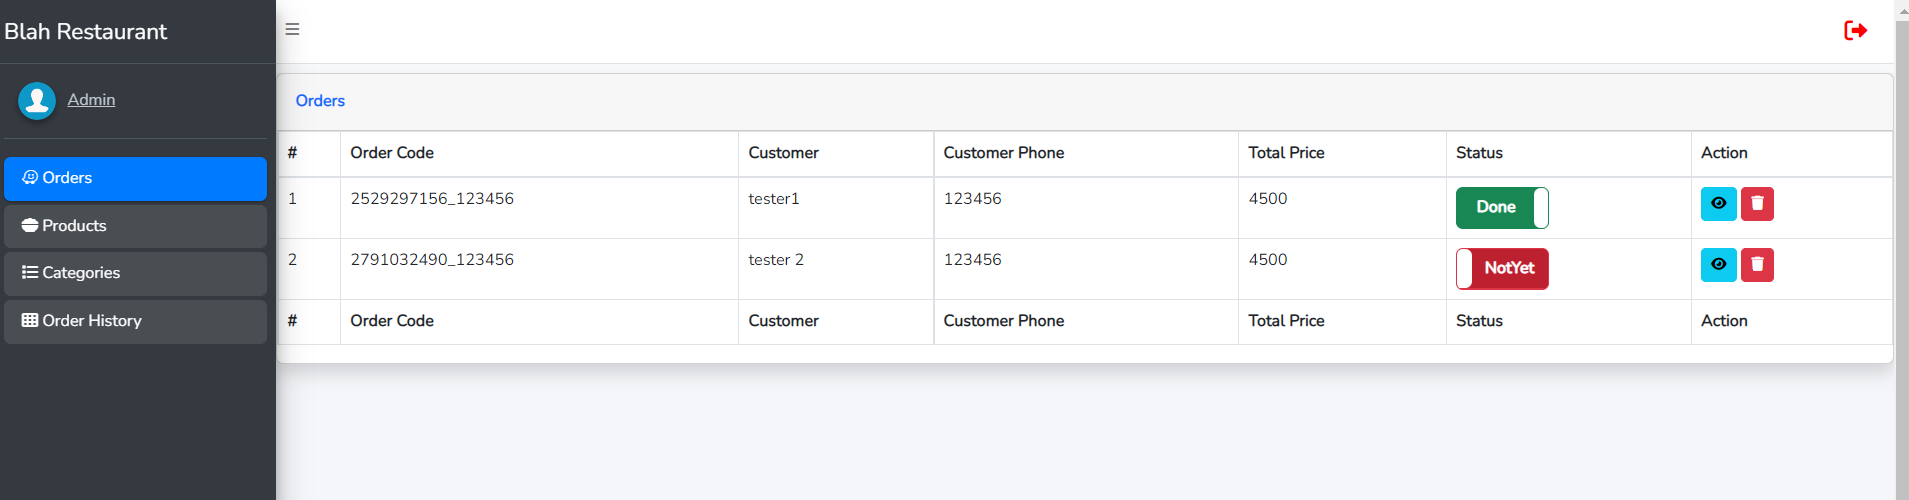 Blah Restaurant
Admin
Orders
Products
Categories
Order History
Orders
# Order Code Customer Customer Phone Total Price Status Action
1 2529297156_123456 tester1 123456 4500 Done
2 2791032490_123456 tester 2 123456 4500 NotYet
# Order Code Customer Customer Phone Total Price Status Action